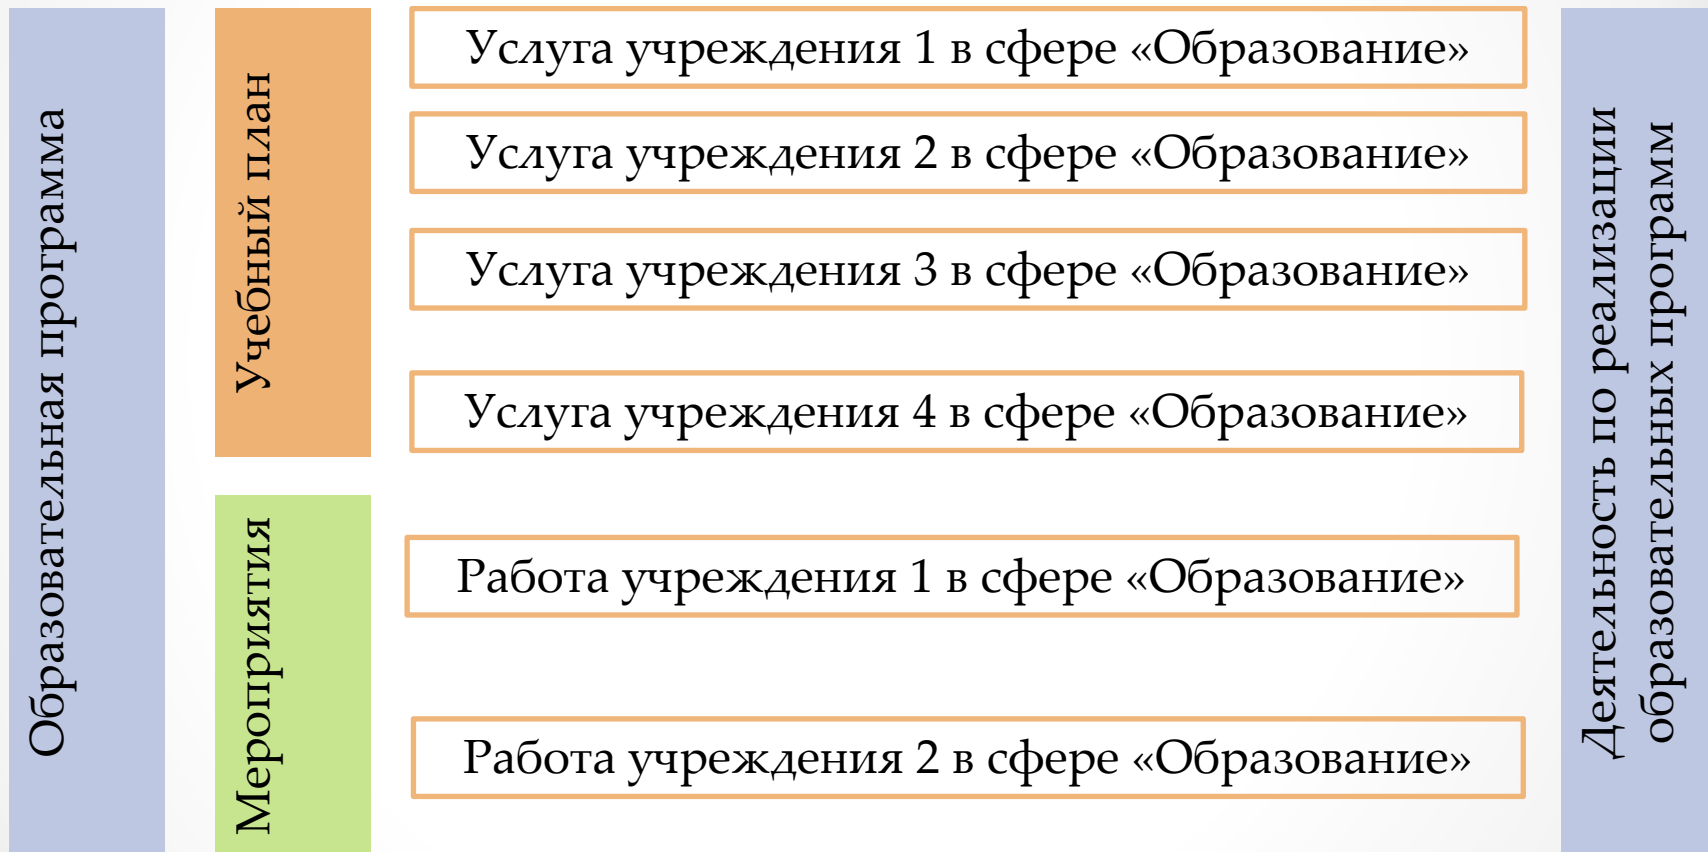 Образовательная программа
Учебный план
Услуга учреждения 1 в сфере «Образование»
Услуга учреждения 2 в сфере «Образование»
Услуга учреждения 3 в сфере «Образование»
Услуга учреждения 4 в сфере «Образование»
Мероприятия
Работа учреждения 1 в сфере «Образование»
Работа учреждения 2 в сфере «Образование»
Деятельность по реализации
образовательных программ